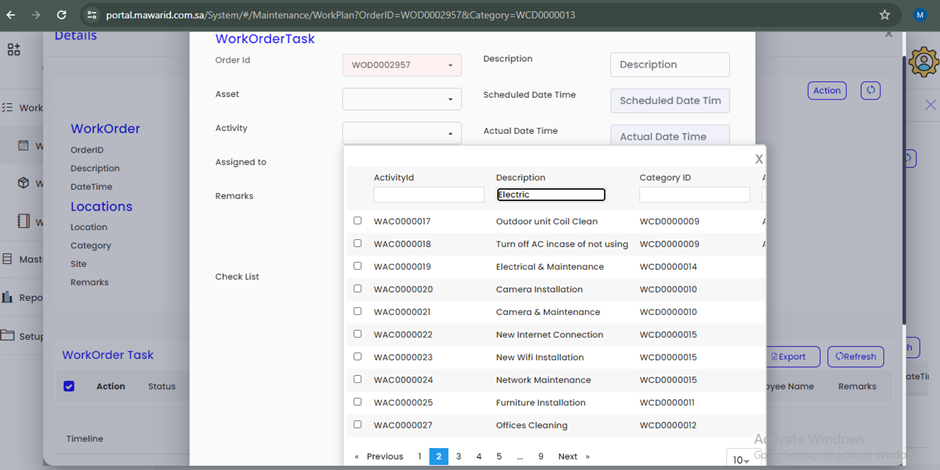 portal.mawarid.com.sa/System/#/Maintenance/WorkPlan?OrderID=WOD0002957&Category=WCD0000013
M
Details
WorkOrderTask
X
Order Id
WOD0002957
Description
Description
Asset
Scheduled Date Time
Scheduled Date Tim
Action
Activity
Actual Date Time
Actual Date Time
Assigned to
Remarks
Check List
Work
W
W
W
Mast
Repo
Setup
WorkOrder
OrderID
Description
DateTime
Locations
Location
Category
Site
Remarks
X
ActivityId Description Category ID A
Electric
WAC0000017 Outdoor unit Coil Clean WCD0000009 A
WAC0000018 Turn off AC incase of not using WCD0000009 A
WAC0000019 Electrical & Maintenance WCD0000014
WAC0000020 Camera Installation WCD0000010
WAC0000021 Camera & Maintenance WCD0000010
WAC0000022 New Internet Connection WCD0000015
WAC0000023 New Wifi Installation WCD0000015
WAC0000024 Network Maintenance WCD0000015
WAC0000025 Furniture Installation WCD0000011
WAC0000027 Offices Cleaning WCD0000012
« Previous 1 2 3 4 5 ... 9 Next »
10
WorkOrder Task
Export
Refresh
h
Action Status
yee Name Remarks
ateTir
Timeline
Activate Windows
Go to Settings to activate Windo